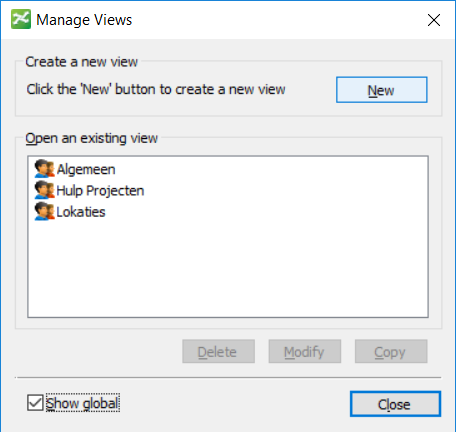 Manage Views
Create a new view
Click the 'New' button to create a new view
New
Open an existing view
Algemeen
Hulp Projecten
Lokaties
Delete Modify Copy
Show global
Close